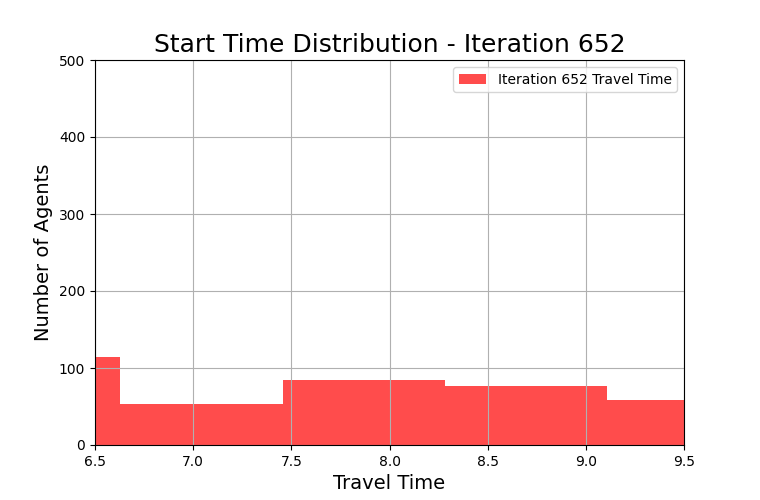 Start Time Distribution - Iteration 652
Iteration 652 Travel Time
Number of Agents
500
400
300
200
100
0
6.5 7.0 7.5 8.0 8.5 9.0 9.5
Travel Time